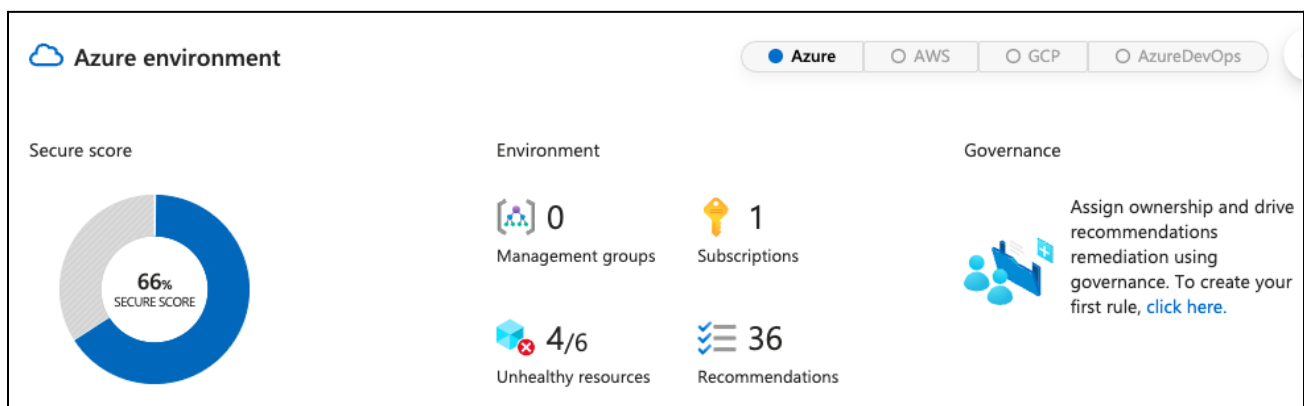 Azure environment
Azure
AWS
GCP
AzureDevOps
Secure score
66%
SECURE SCORE
Environment
0
Management groups
1
Subscriptions
4/6
Unhealthy resources
36
Recommendations
Governance
Assign ownership and drive
recommendations
remediation using
governance. To create your
first rule, click here.